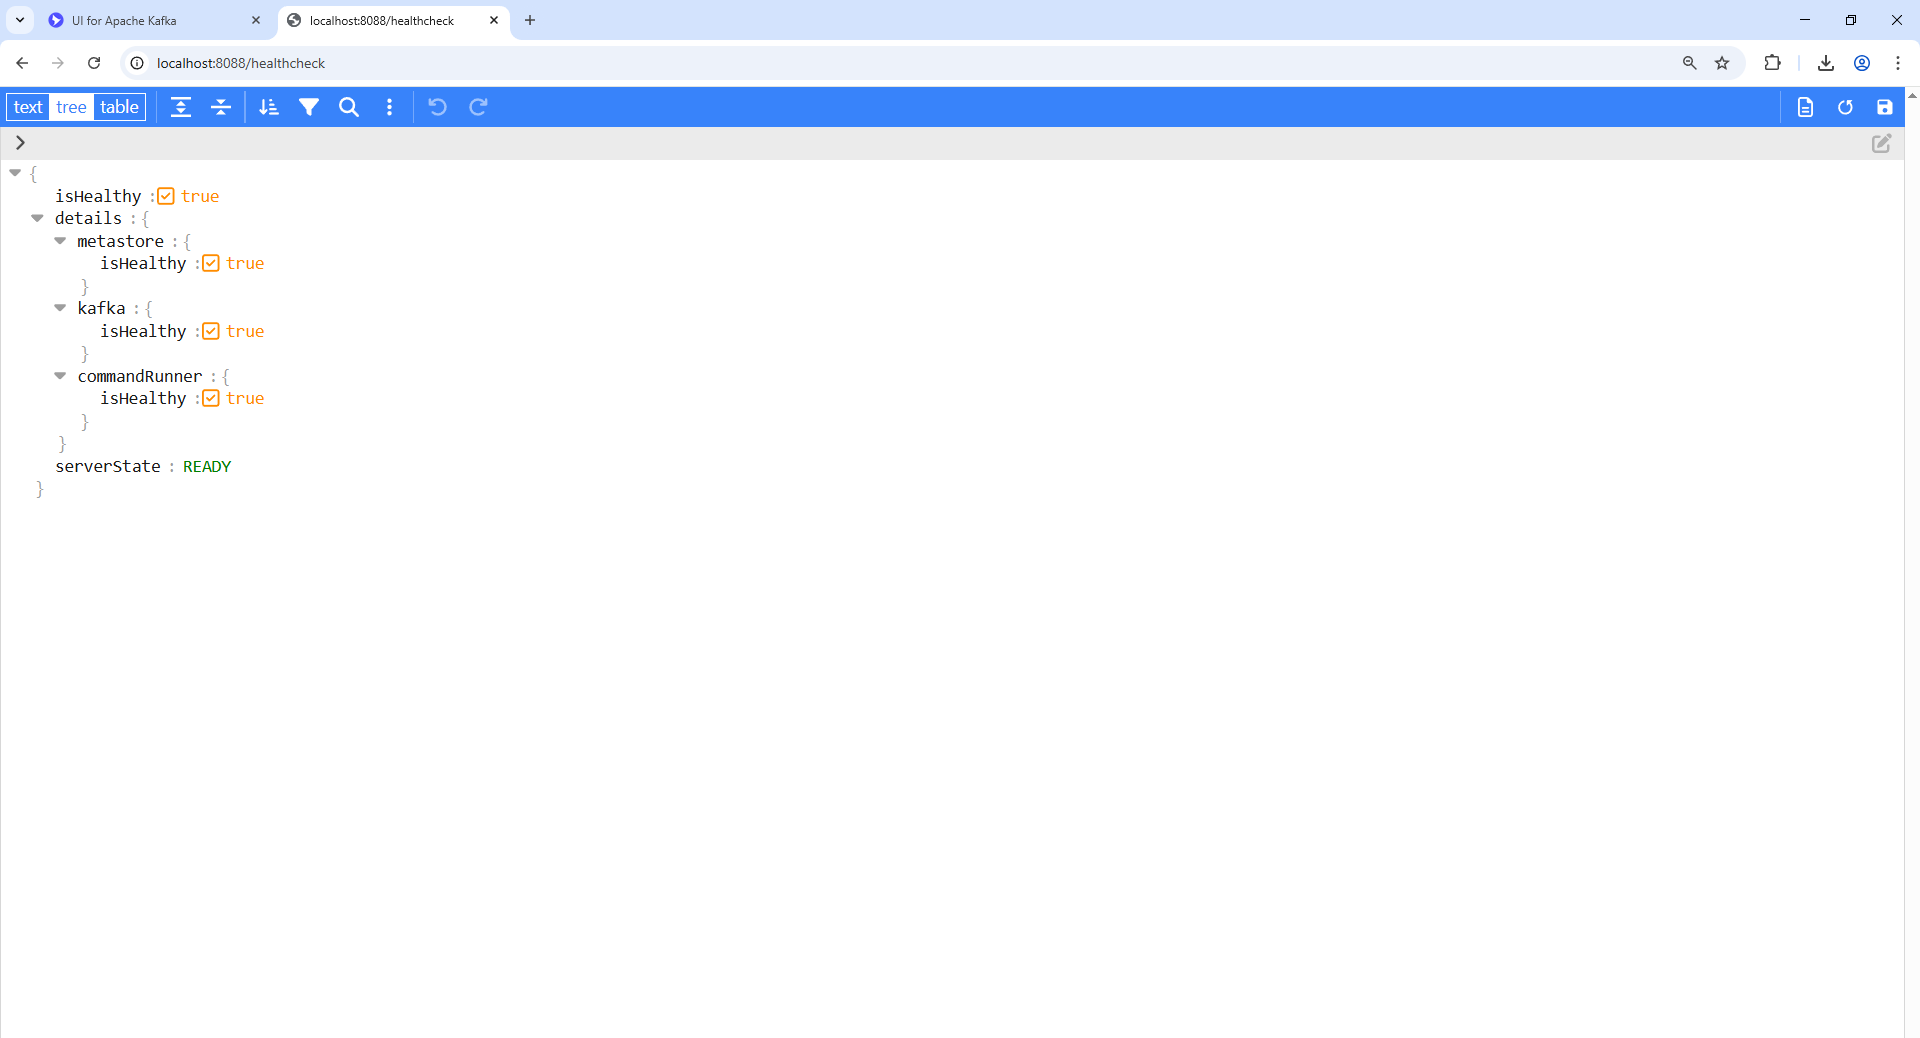 UI for Apache Kafka
localhost:8088/healthcheck
localhost:8088/healthcheck
text tree table
{
isHealthy : true
details : {
metastore : {
isHealthy : true
}
kafka : {
isHealthy : true
}
commandRunner : {
isHealthy : true
}
}
serverState : READY
}